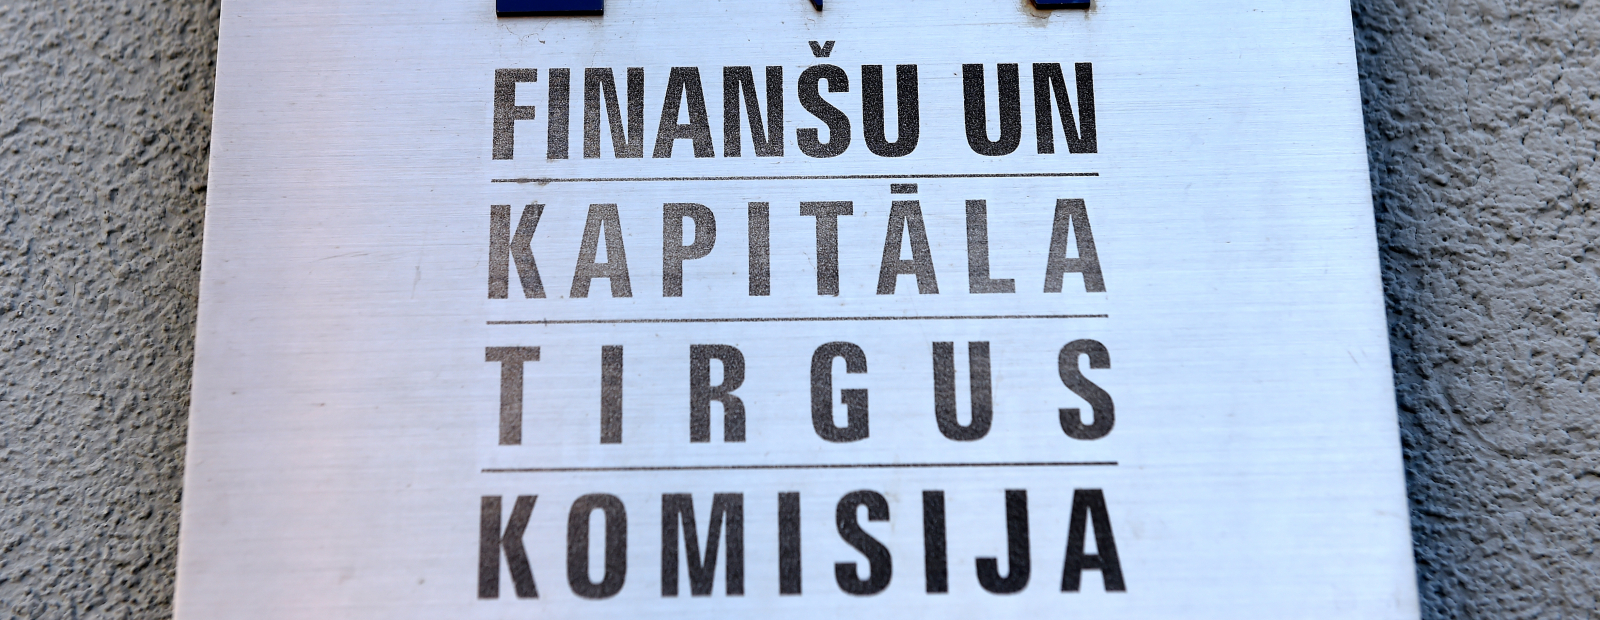 FINANŠU UN
KAPITĀLA
TIRGUS
KOMISIJA